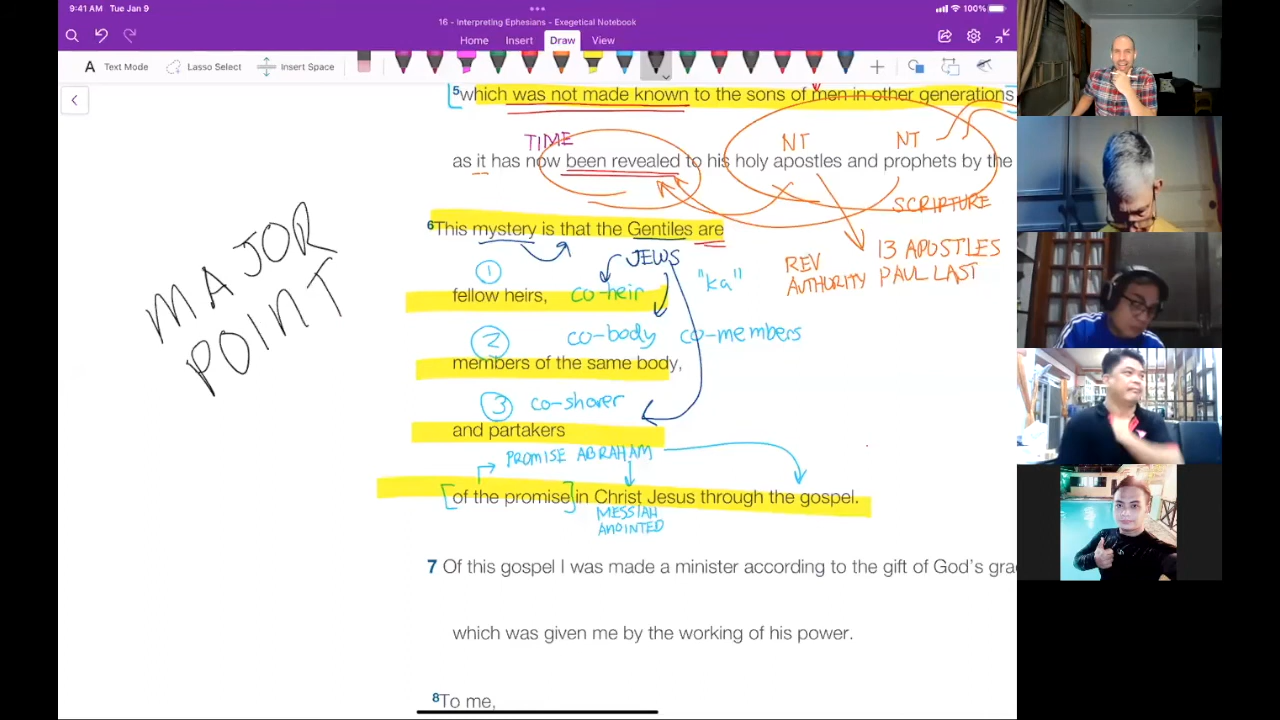 9:41 AM Tue Jan 9
100%
16 - Interpreting Ephesians - Exegetical Notebook
Home Insert Draw View
A Text Mode Lasso Select Insert Space
5which was not made known to the sons of men in other generations
TIME NT NT
as it has now been revealed to his holy apostles and prophets by the
SCRIPTURE
6This mystery is that the Gentiles are
MAJOR
POINT
JEWS
REV
AUTHORITY
13 APOSTLES
PAUL LAST
1 "ka"
fellow heirs, co-heir
2 co-body co-members
members of the same body,
3 co-sharer
and partakers
PROMISE ABRAHAM
[of the promise] in Christ Jesus through the gospel.
MESSIAH
ANOINTED
7 Of this gospel I was made a minister according to the gift of God's gra
which was given me by the working of his power.
8To me,